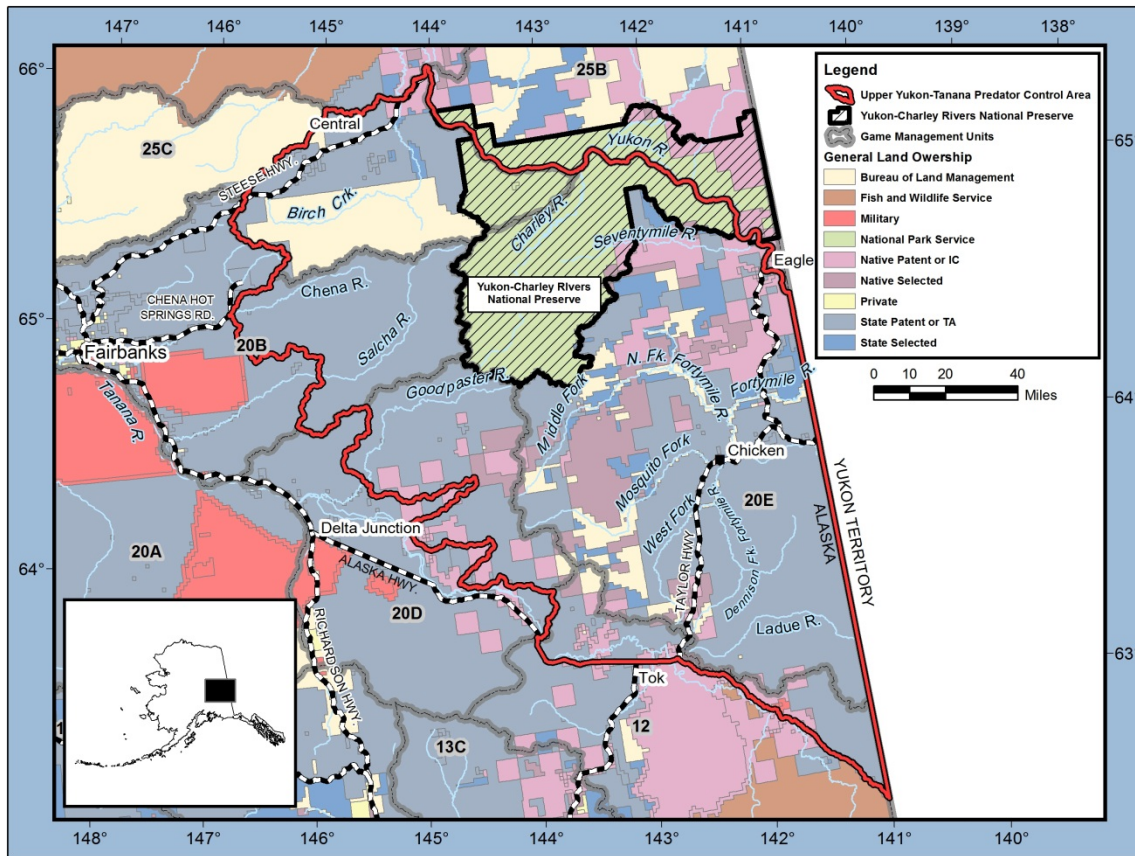 147 146 145 144 143 142 141 140 139 138
66°
65°
64°
65°
64°
63°
Legend
Upper Yukon-Tanana Predator Control Area
Yukon-Charley Rivers National Preserve
Game Management Units
General Land Owership
Bureau of Land Management
Fish and Wildlife Service
Military
National Park Service
Native Patent or IC
Native Selected
Private
State Patent or TA
State Selected
0 10 20 40
Miles
25B
25C
Central
STEESE HWY.
Birch Crk.
Yukon R.
Charley R.
Seventymile R.
Eagle
Yukon-Charley Rivers
National Preserve
CHENA HOT
SPRINGS RD.
Chena R.
Salcha R.
20B
Fairbanks
Tanana R.
Goodpaster R.
N. Fk.
Fortymile R.
Fortymile R.
Middle Fork
Mosquito Fork
Chicken
20E
West Fork
Dennison Fk. Fortymile R.
TAYLOR HWY
YUKON TERRITORY
ALASKA
Delta Junction
ALASKA HWY.
20A
20D
RICHARDSON HWY.
Ladue R.
Tok
12
13C
148 147 146 145 144 143 142 141 140